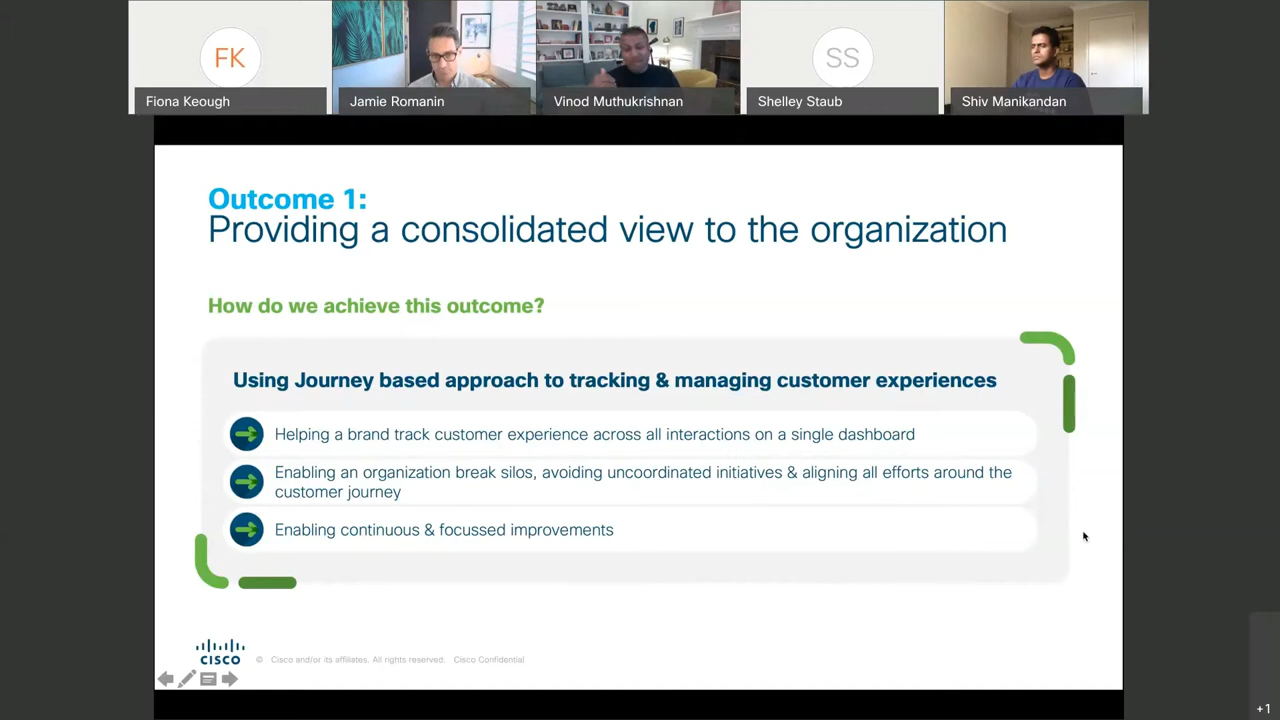 FK
SS
Fiona Keough
Jamie Romanin
Vinod Muthukrishnan
Shelley Staub
Shiv Manikandan
Outcome 1:
Providing a consolidated view to the organization
How do we achieve this outcome?
Using Journey based approach to tracking & managing customer experiences
Helping a brand track customer experience across all interactions on a single dashboard
Enabling an organization break silos, avoiding uncoordinated initiatives & aligning all efforts around the
customer journey
Enabling continuous & focussed improvements
CISCO
© Cisco and/or its affiliates. All rights reserved. Cisco Confidential
+1